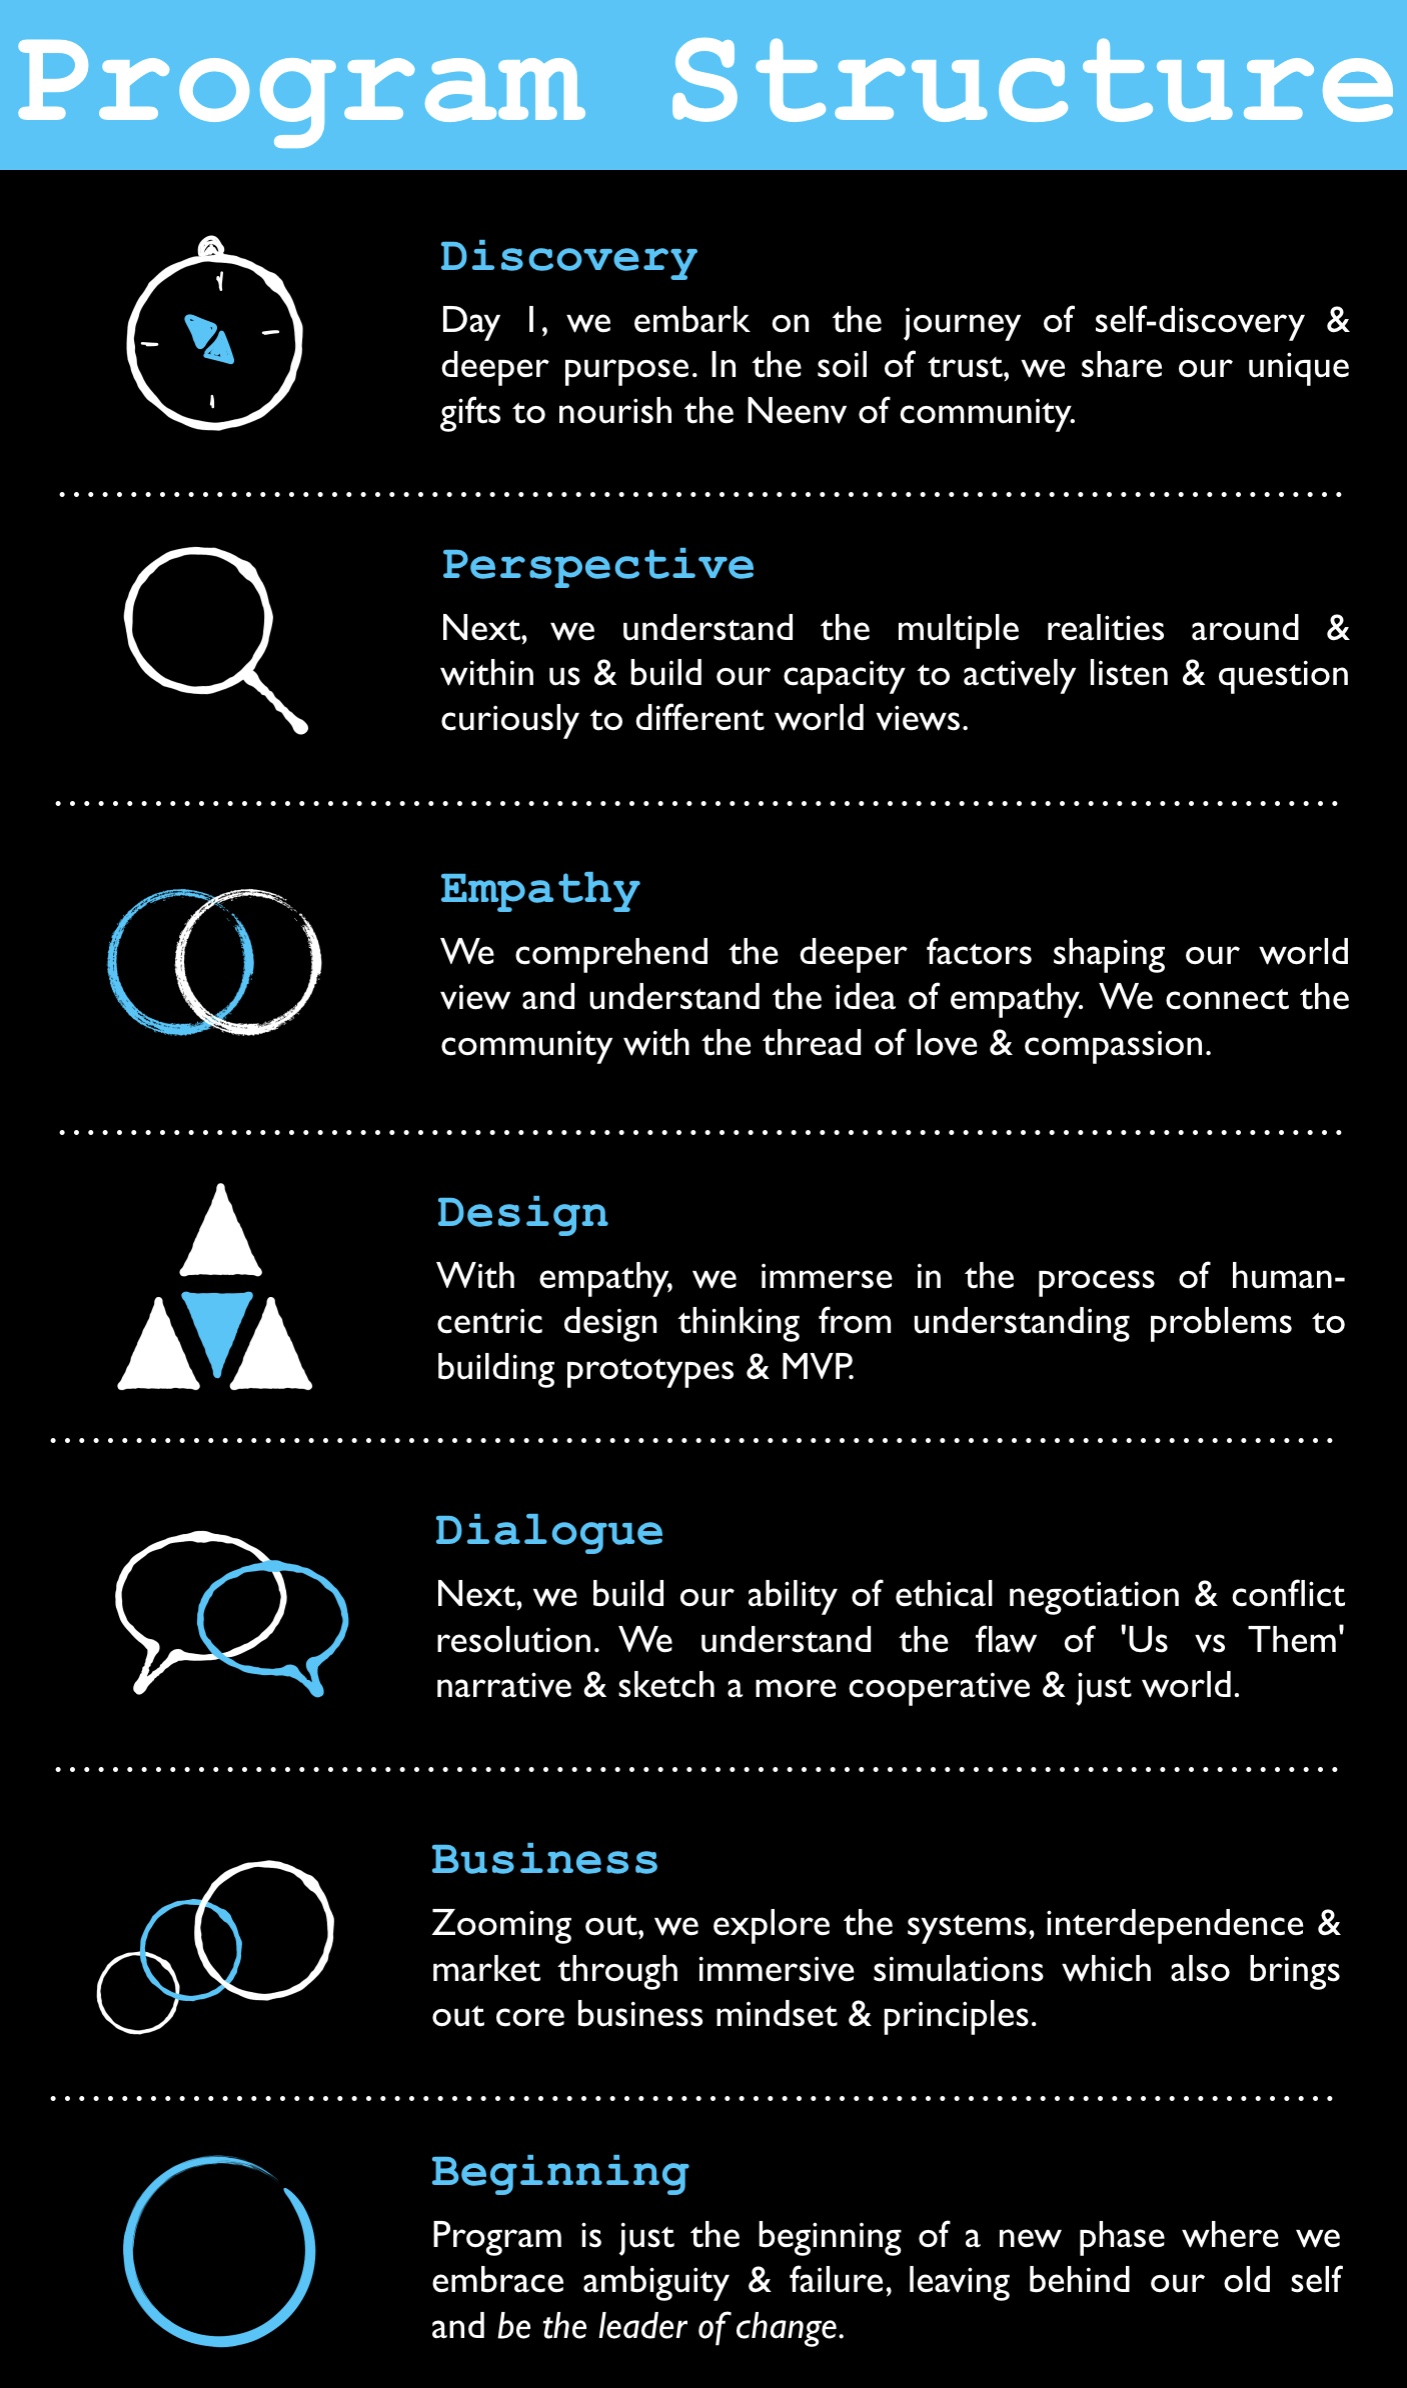 Program Structure
Discovery
Day 1, we embark on the journey of self-discovery &
deeper purpose. In the soil of trust, we share our unique
gifts to nourish the Neenv of community.
Perspective
Next, we understand the multiple realities around &
within us & build our capacity to actively listen & question
curiously to different world views.
Empathy
We comprehend the deeper factors shaping our world
view and understand the idea of empathy. We connect the
community with the thread of love & compassion.
Design
With empathy, we immerse in the process of human-
centric design thinking from understanding problems to
building prototypes & MVP.
Dialogue
Next, we build our ability of ethical negotiation & conflict
resolution. We understand the flaw of 'Us vs Them'
narrative & sketch a more cooperative & just world.
Business
Zooming out, we explore the systems, interdependence &
market through immersive simulations which also brings
out core business mindset & principles.
Beginning
Program is just the beginning of a new phase where we
embrace ambiguity & failure, leaving behind our old self
and be the leader of change.